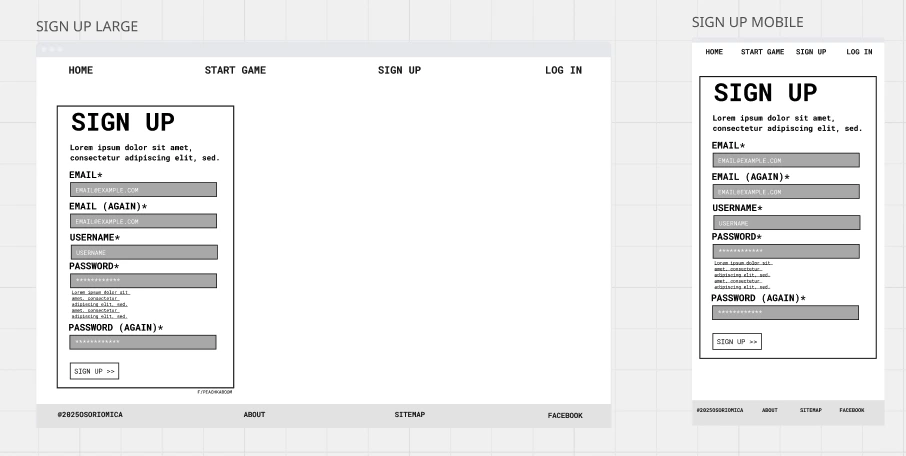 SIGN UP LARGE
HOME START GAME SIGN UP LOG IN
SIGN UP
Lorem ipsum dolor sit amet,
consectetur adipiscing elit, sed.
EMAIL*
EMAIL@EXAMPLE.COM
EMAIL (AGAIN)*
EMAIL@EXAMPLE.COM
USERNAME*
USERNAME
PASSWORD*
************
Lorem ipsum dolor sit
amet, consectetur
adipiscing elit, sed.
amet, consectetur
adipiscing elit, sed.
PASSWORD (AGAIN)*
************
SIGN UP >>
F/PEACHKAROOM
@2025OSORIOMICA ABOUT SITEMAP FACEBOOK
SIGN UP MOBILE
HOME START GAME SIGN UP LOG IN
SIGN UP
Lorem ipsum dolor sit amet,
consectetur adipiscing elit, sed.
EMAIL*
EMAIL@EXAMPLE.COM
EMAIL (AGAIN)*
EMAIL@EXAMPLE.COM
USERNAME*
USERNAME
PASSWORD*
************
Lorem ipsum dolor sit
amet, consectetur
adipiscing elit, sed.
amet, consectetur
adipiscing elit, sed.
PASSWORD (AGAIN)*
************
SIGN UP >>
@2025OSORIOMICA ABOUT SITEMAP FACEBOOK